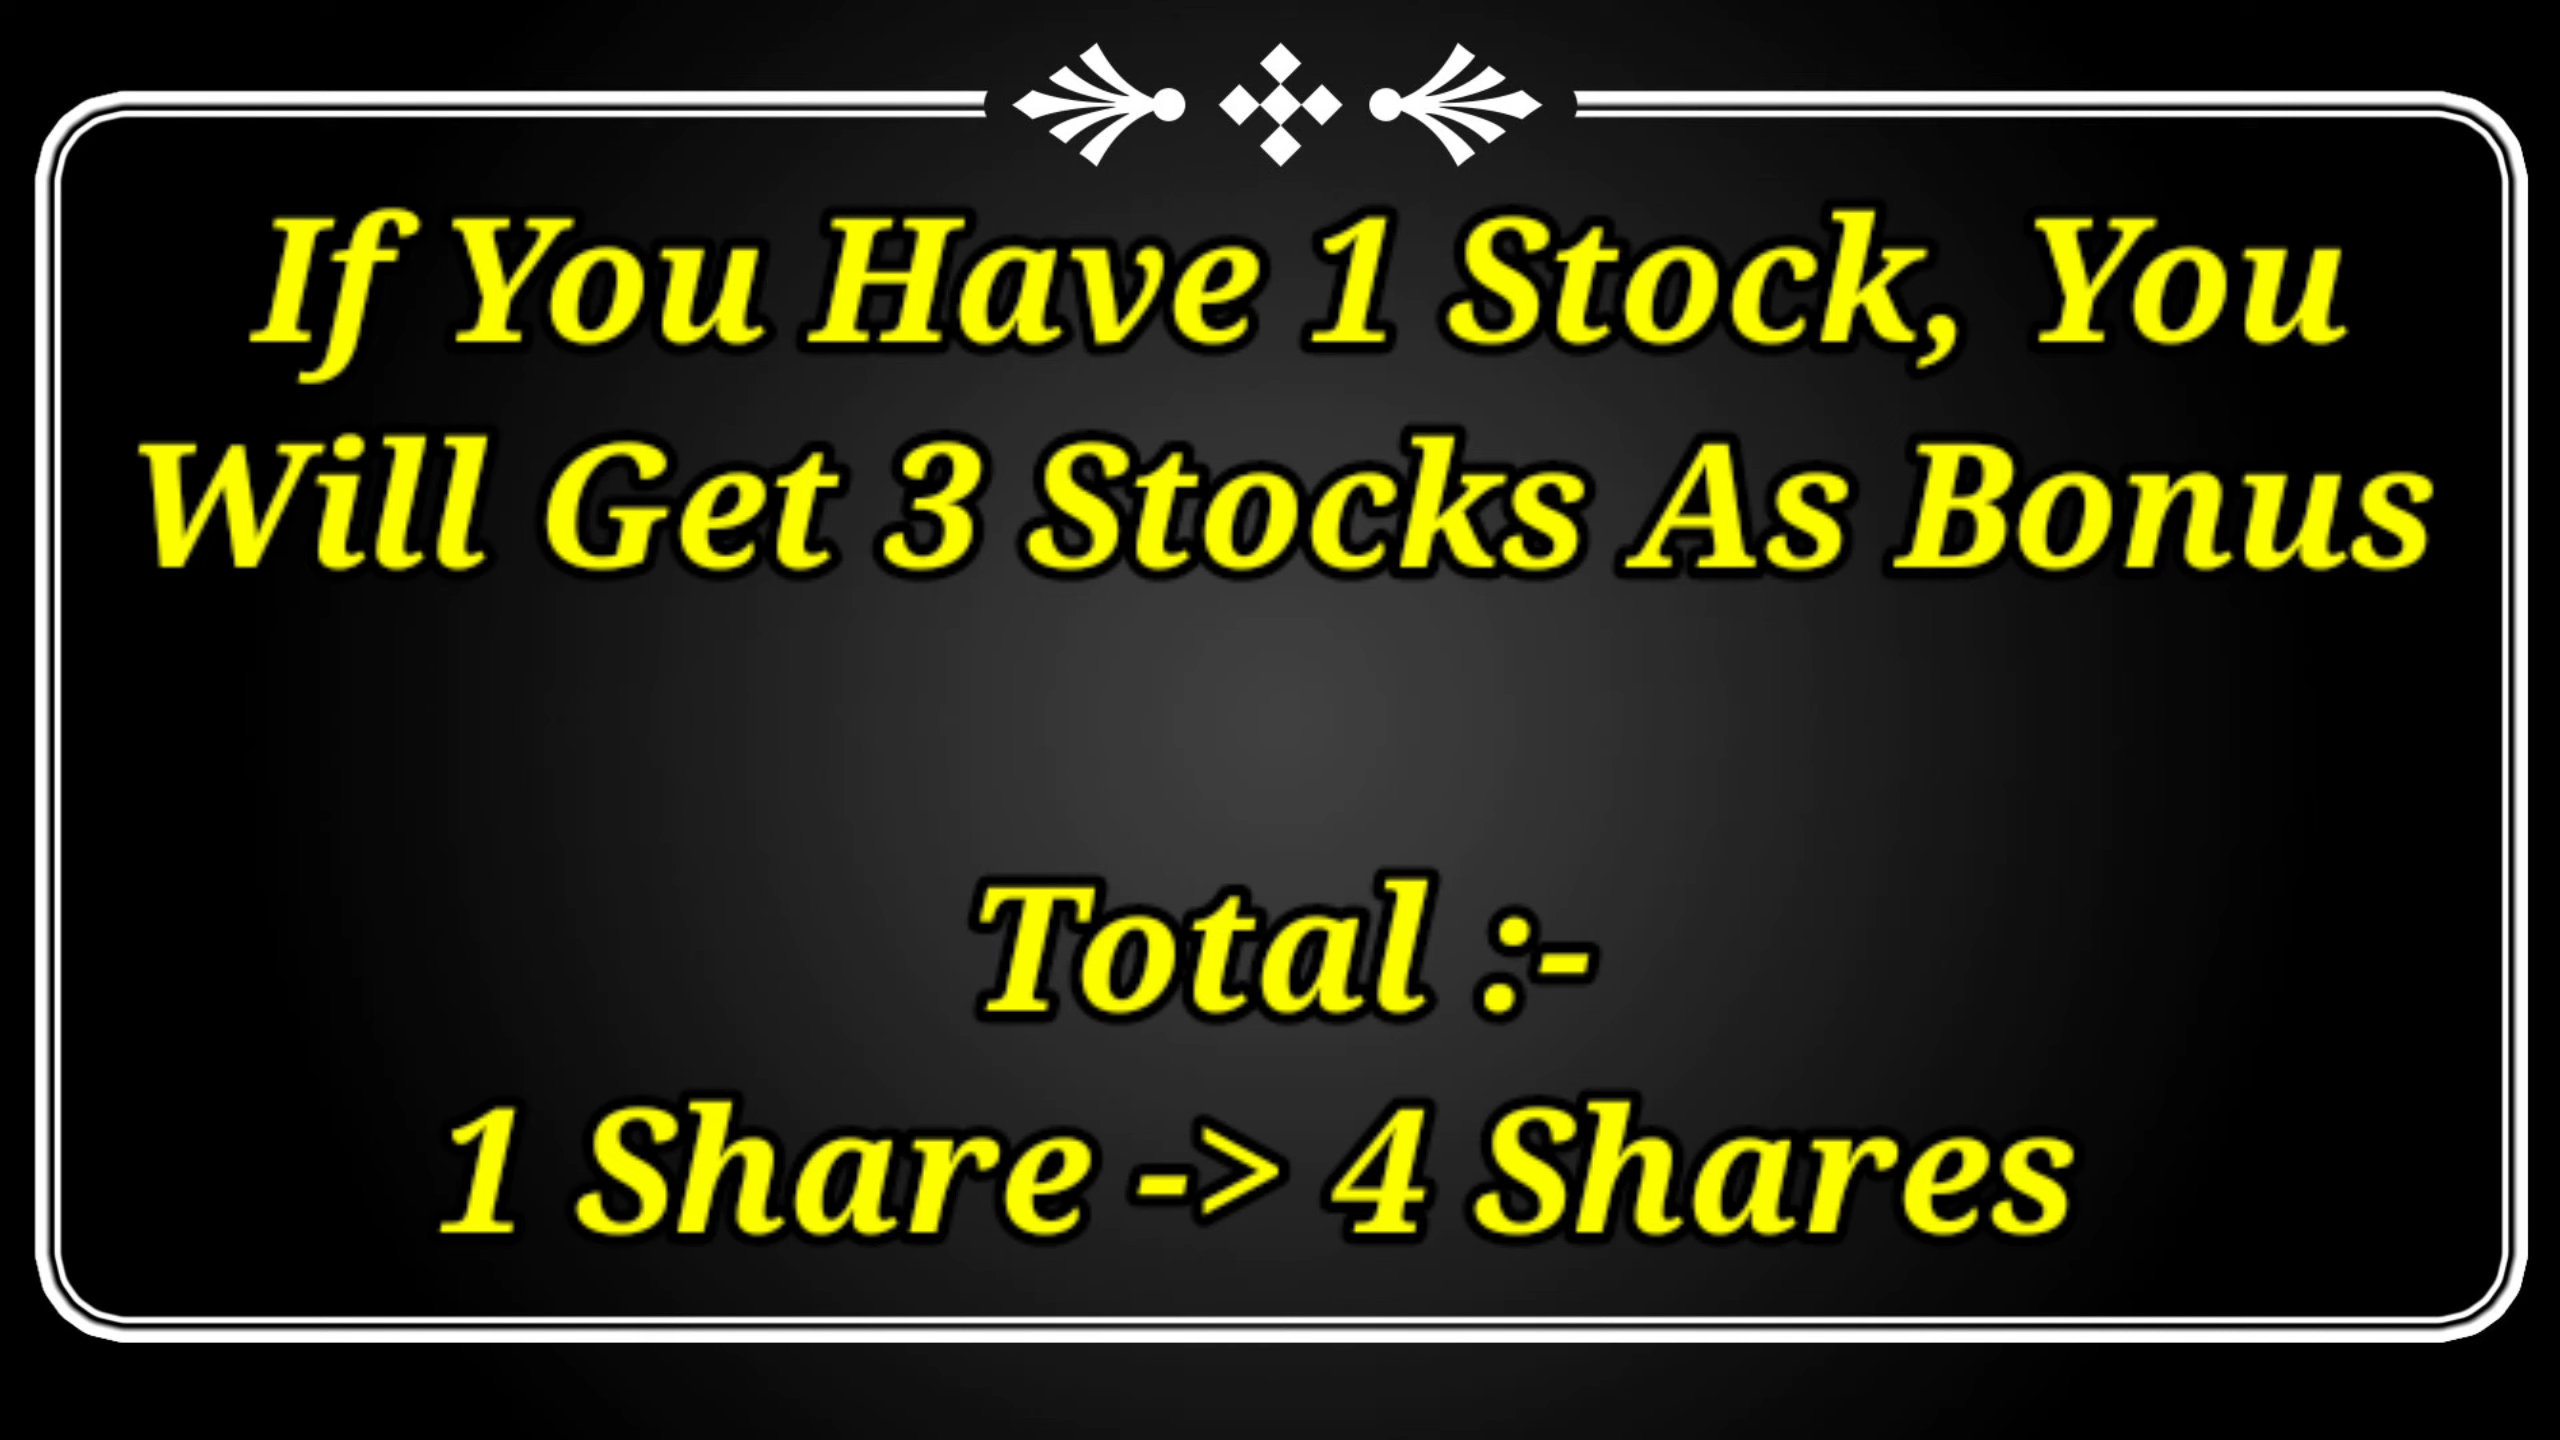 If You Have 1 Stock, You
Will Get 3 Stocks As Bonus
Total :-
1 Share -> 4 Shares